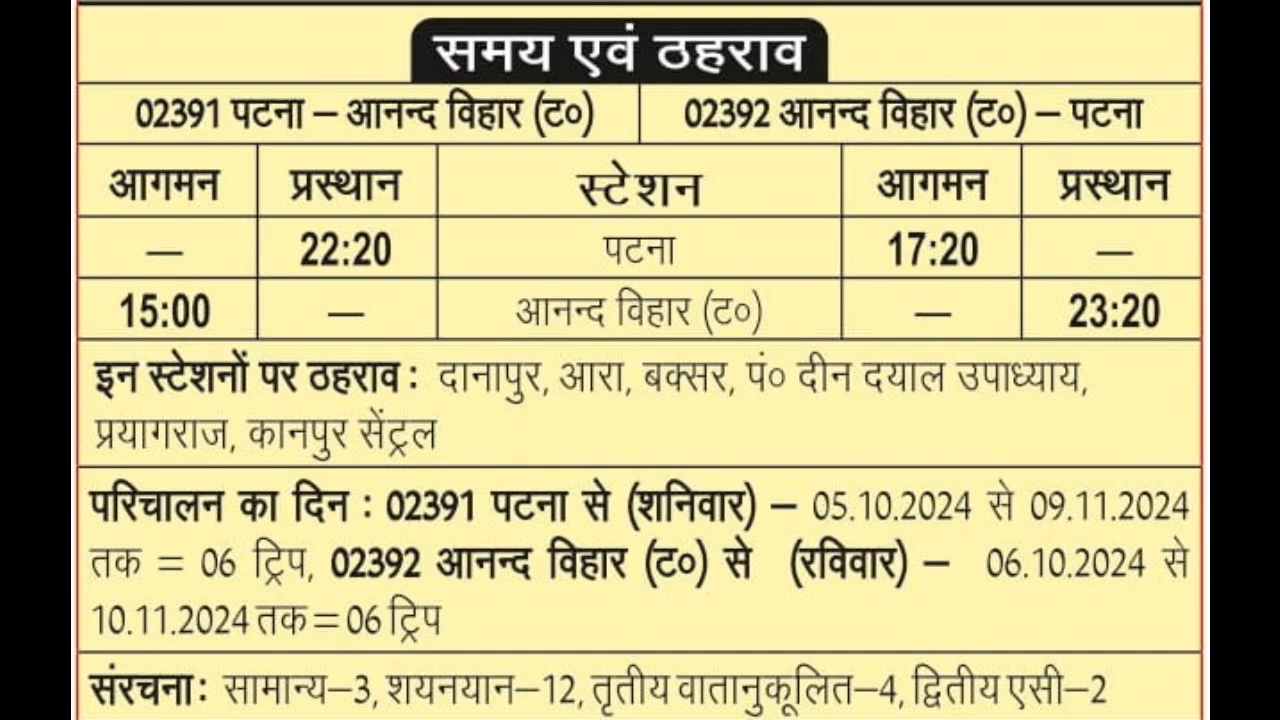 समय एवं ठहराव
02391 पटना – आनन्द विहार (ट०) 02392 आनन्द विहार (ट०) – पटना
आगमन प्रस्थान स्टेशन आगमन प्रस्थान
— 22:20 पटना 17:20 —
15:00 — आनन्द विहार (ट०) — 23:20
इन स्टेशनों पर ठहराव : दानापुर, आरा, बक्सर, पं० दीन दयाल उपाध्याय,
प्रयागराज, कानपुर सेंट्रल
परिचालन का दिन : 02391 पटना से (शनिवार) – 05.10.2024 से 09.11.2024
तक = 06 ट्रिप, 02392 आनन्द विहार (ट०) से (रविवार) – 06.10.2024 से
10.11.2024 तक = 06 ट्रिप
संरचना : सामान्य–3, शयनयान–12, तृतीय वातानुकूलित–4, द्वितीय एसी–2